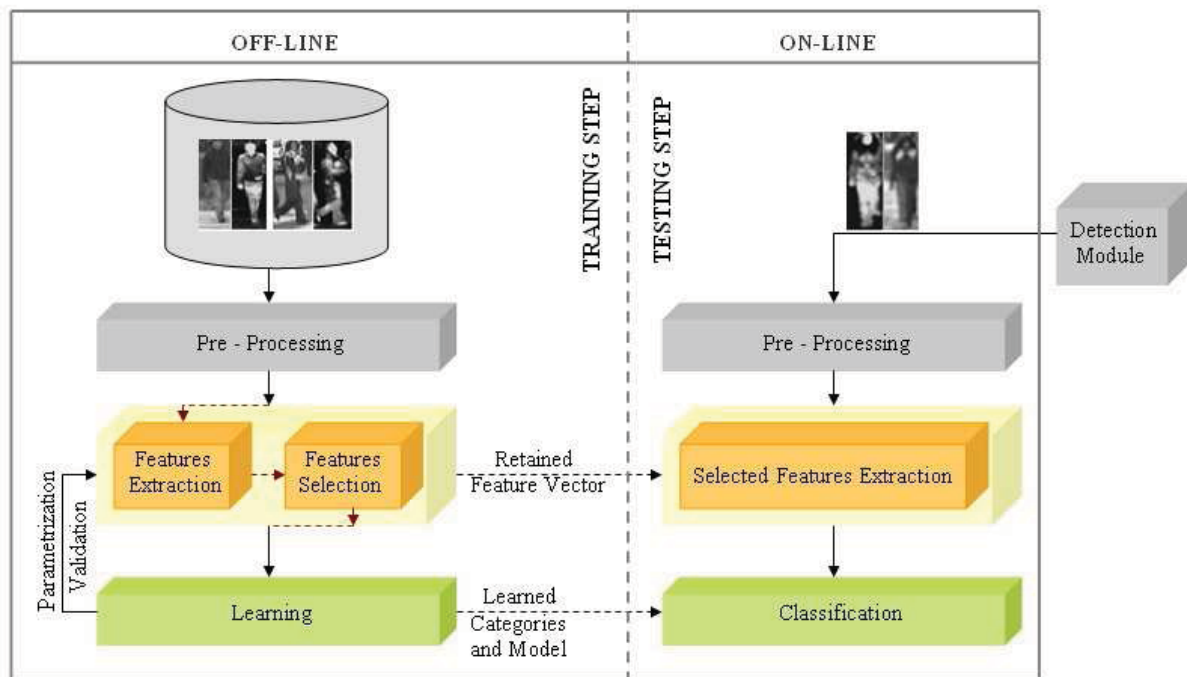 OFF-LINE
ON-LINE
TRAINING STEP
TESTING STEP
Detection
Module
Pre - Processing
Pre - Processing
Features
Extraction
Features
Selection
Retained
Feature Vector
Selected Features Extraction
Parametrization
Validation
Learning
Learned
Categories
and Model
Classification